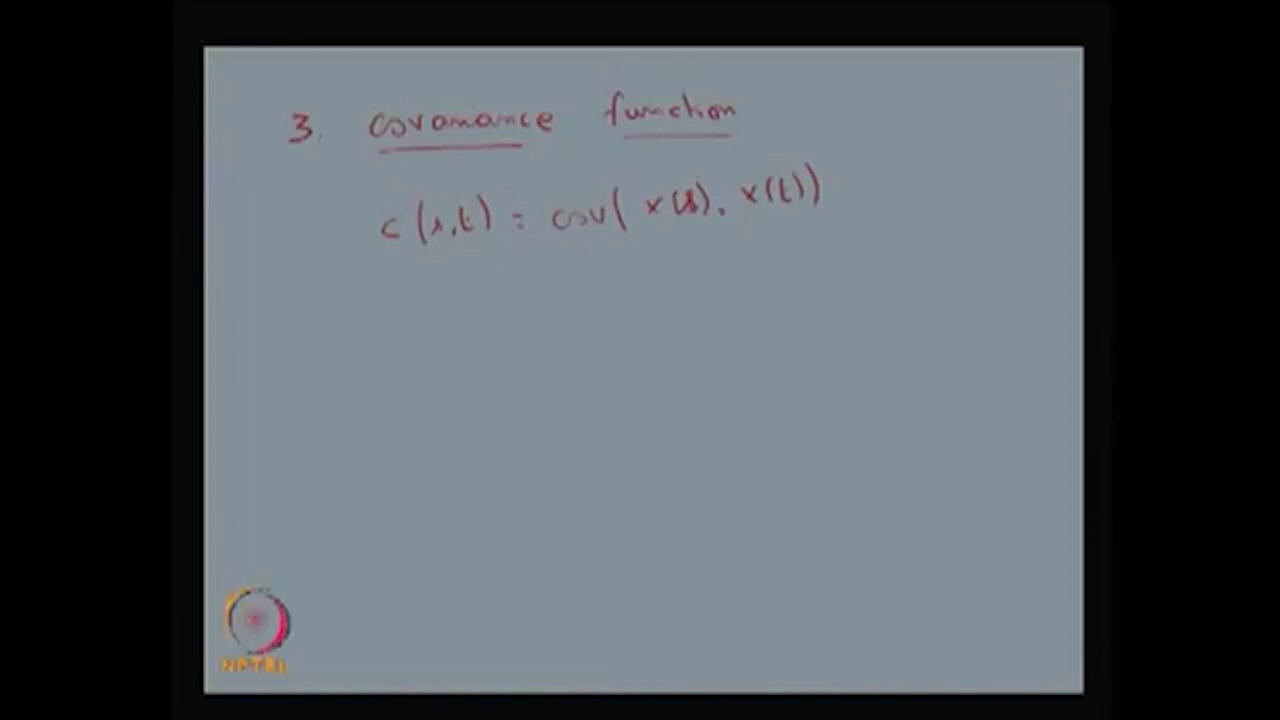 3. covariance function
c (s,t) = cov( x(s), x(t))
NPTEL